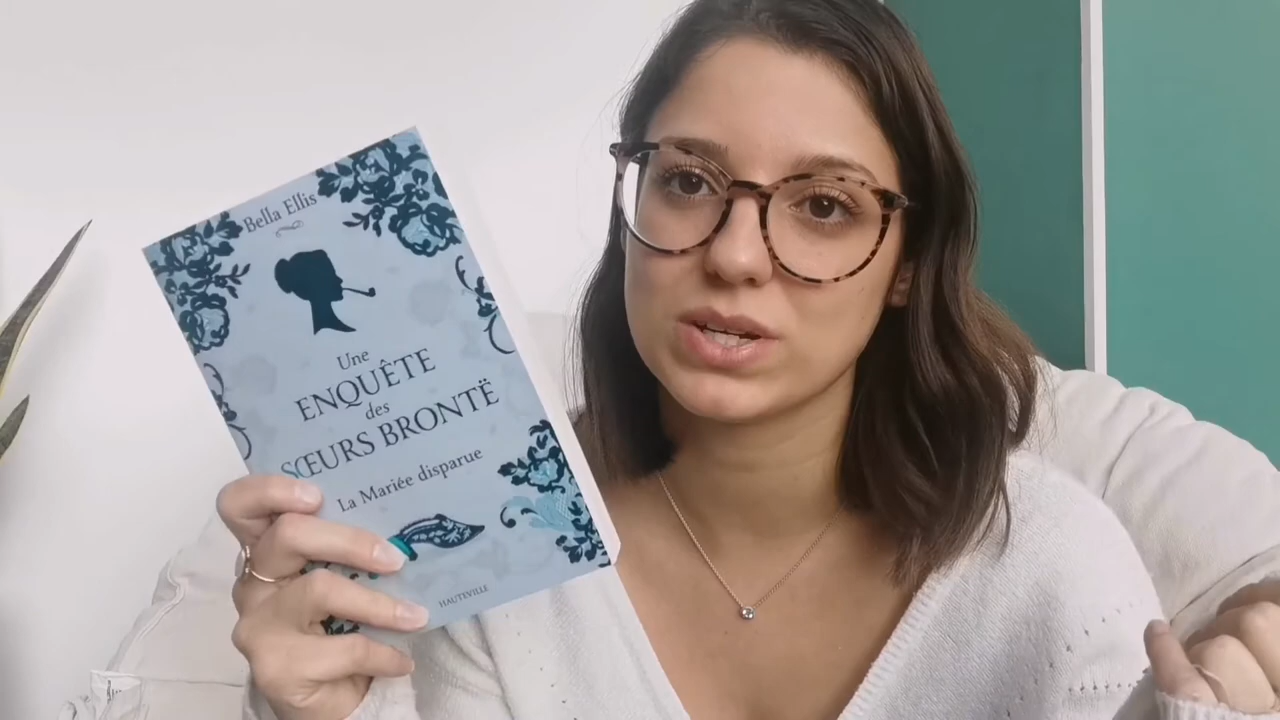 Bella Ellis
Une
ENQUÊTE
des
SŒURS BRONTË
La Mariée disparue
HAUTEVILLE